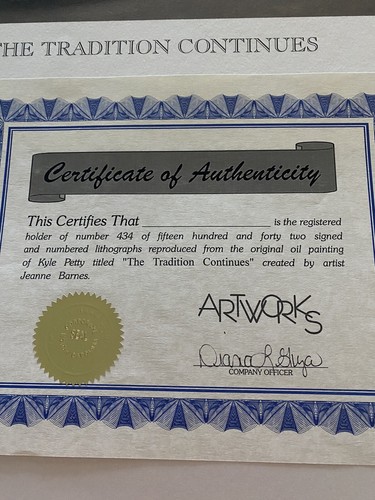 THE TRADITION CONTINUES
Certificate of Authenticity
This Certifies That ____________________ is the registered
holder of number 434 of fifteen hundred and forty two signed
and numbered lithographs reproduced from the original oil painting
of Kyle Petty titled "The Tradition Continues" created by artist
Jeanne Barnes.
ARTWORKS
COMPANY OFFICER